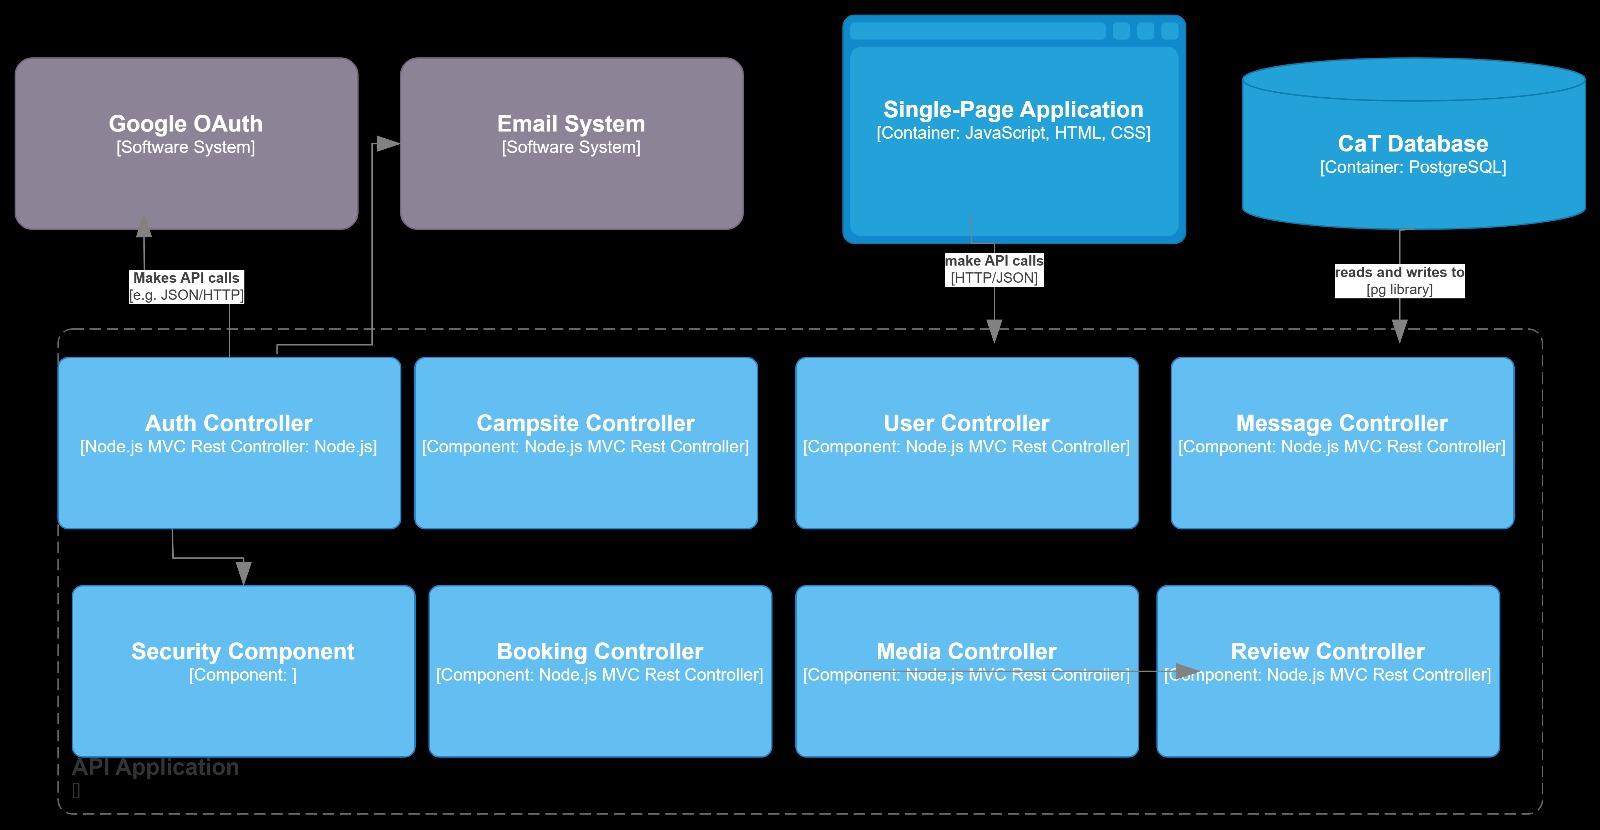 Google OAuth
[Software System]
Email System
[Software System]
Single-Page Application
[Container: JavaScript, HTML, CSS]
CaT Database
[Container: PostgreSQL]
Makes API calls
[e.g. JSON/HTTP]
make API calls
[HTTP/JSON]
reads and writes to
[pg library]
Auth Controller
[Node.js MVC Rest Controller: Node.js]
Campsite Controller
[Component: Node.js MVC Rest Controller]
User Controller
[Component: Node.js MVC Rest Controller]
Message Controller
[Component: Node.js MVC Rest Controller]
Security Component
[Component: ]
Booking Controller
[Component: Node.js MVC Rest Controller]
Media Controller
[Component: Node.js MVC Rest Controller]
Review Controller
[Component: Node.js MVC Rest Controller]
API Application
[]